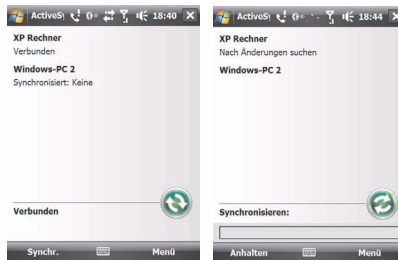 ActiveS 18:40
XP Rechner
Verbunden
Windows-PC 2
Synchronisiert: Keine
Verbunden
Synchr. Menü
ActiveS 18:44
XP Rechner
Nach Änderungen suchen
Windows-PC 2
Synchronisieren:
Anhalten Menü